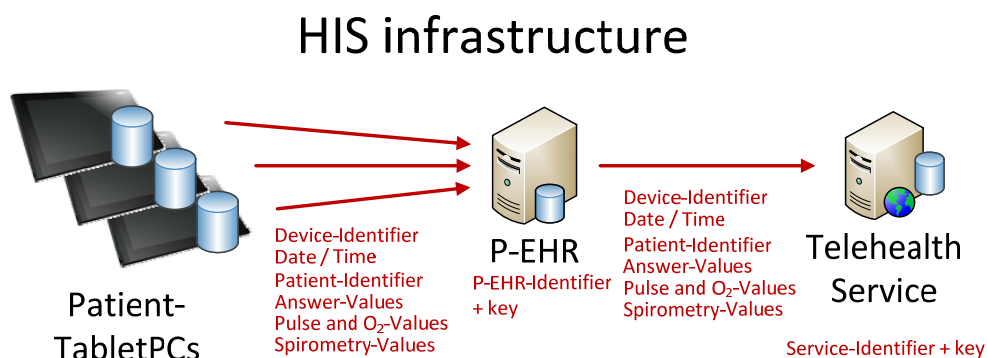 HIS infrastructure
Patient-
TabletPCs
Device-Identifier
Date / Time
Patient-Identifier
Answer-Values
Pulse and O₂-Values
Spirometry-Values
P-EHR
P-EHR-Identifier
+ key
Device-Identifier
Date / Time
Patient-Identifier
Answer-Values
Pulse and O₂-Values
Spirometry-Values
Telehealth
Service
Service-Identifier + key